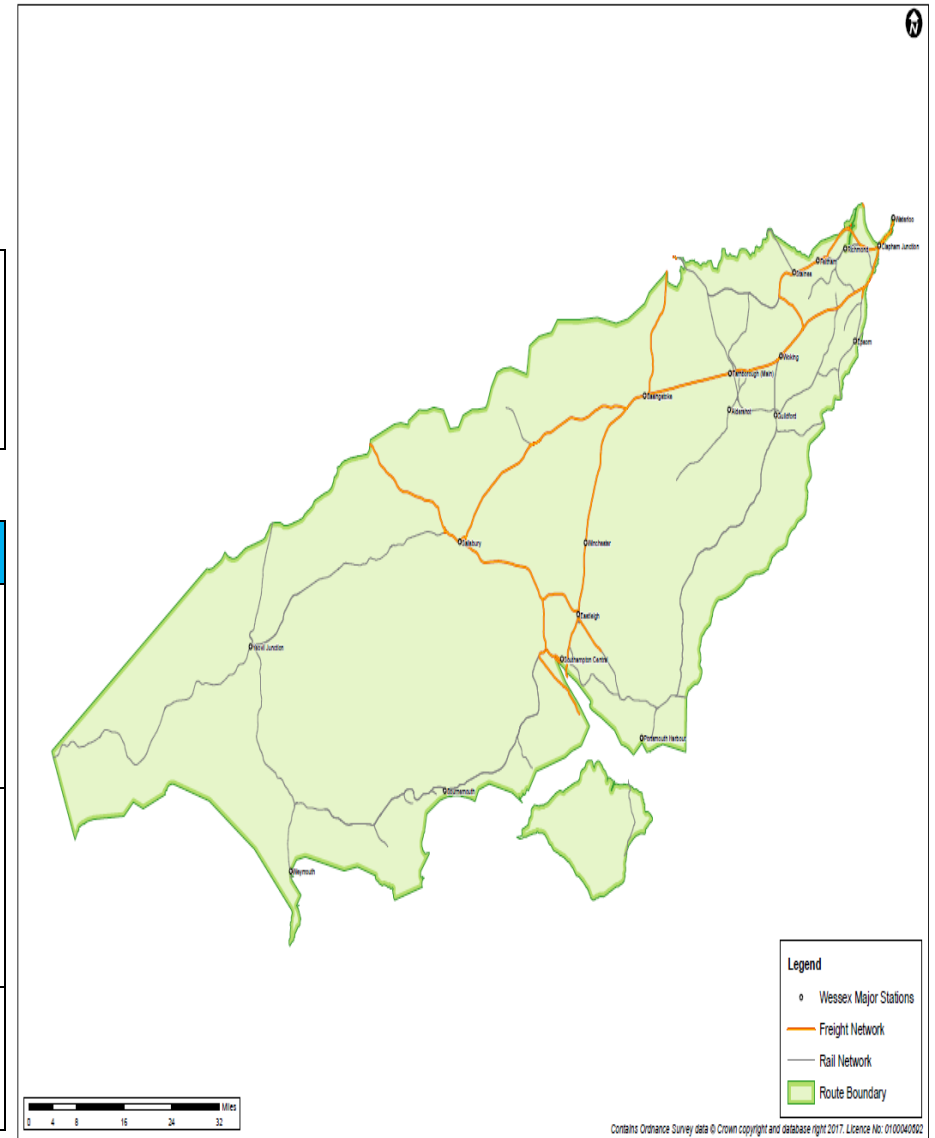 N
Waterloo
Clapham Junction
Richmond
Feltham
Staines
Epsom
Woking
Farnborough (Main)
Basingstoke
Aldershot
Guildford
Salisbury
Winchester
Eastleigh
Yeovil Junction
Southampton Central
Portsmouth Harbour
Bournemouth
Weymouth
Legend
Wessex Major Stations
Freight Network
Rail Network
Route Boundary
Miles
0 4 8 16 24 32
Contains Ordnance Survey data © Crown copyright and database right 2017. Licence No: 0100040692